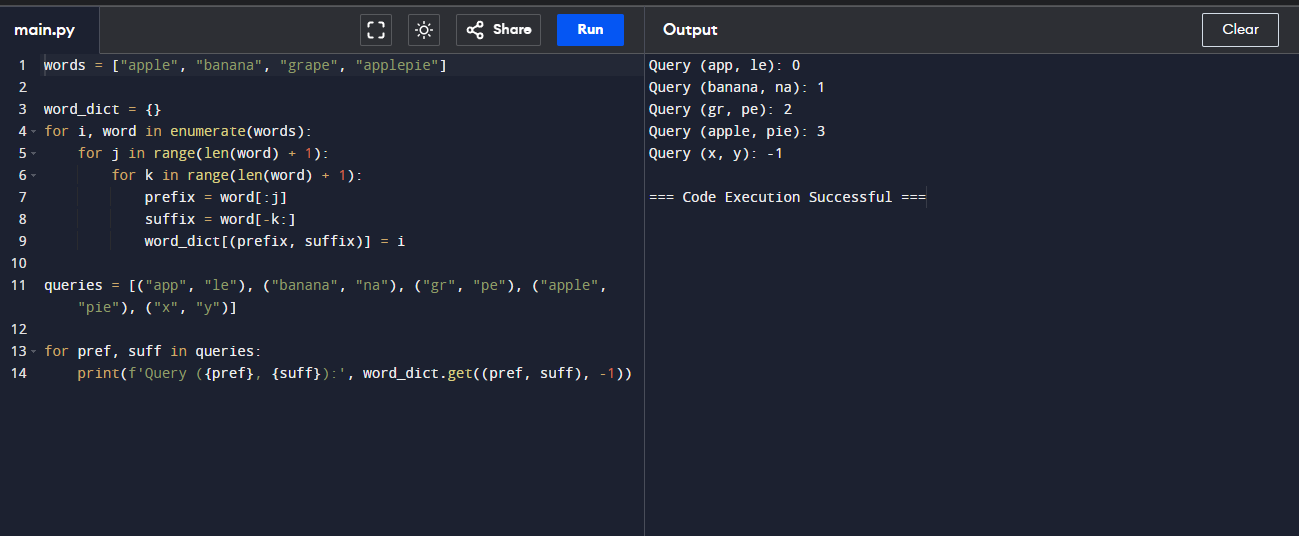 main.py
Share
Run
Output
Clear
1 words = ["apple", "banana", "grape", "applepie"]
2
3 word_dict = {}
4 for i, word in enumerate(words):
5     for j in range(len(word) + 1):
6         for k in range(len(word) + 1):
7             prefix = word[:j]
8             suffix = word[-k:]
9             word_dict[(prefix, suffix)] = i
10
11 queries = [("app", "le"), ("banana", "na"), ("gr", "pe"), ("apple",
    "pie"), ("x", "y")]
12
13 for pref, suff in queries:
14     print(f'Query ({pref}, {suff}):', word_dict.get((pref, suff), -1))
Query (app, le): 0
Query (banana, na): 1
Query (gr, pe): 2
Query (apple, pie): 3
Query (x, y): -1
=== Code Execution Successful ===